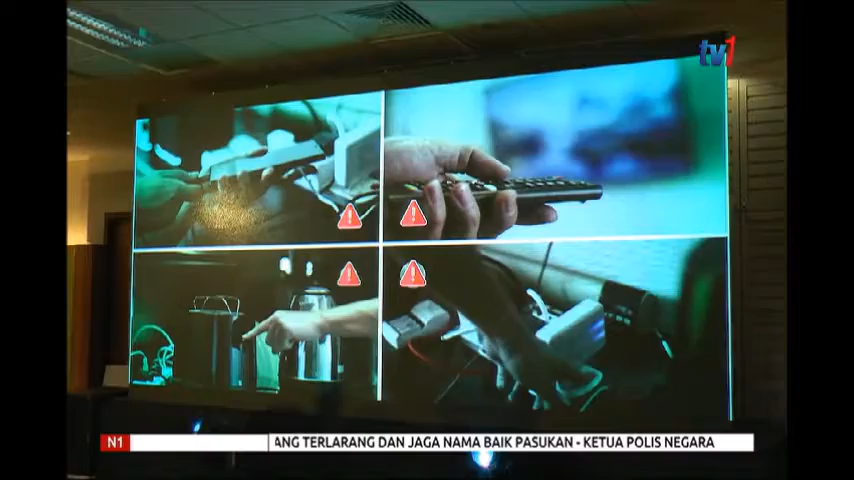 tv1
N1
ANG TERLARANG DAN JAGA NAMA BAIK PASUKAN - KETUA POLIS NEGARA